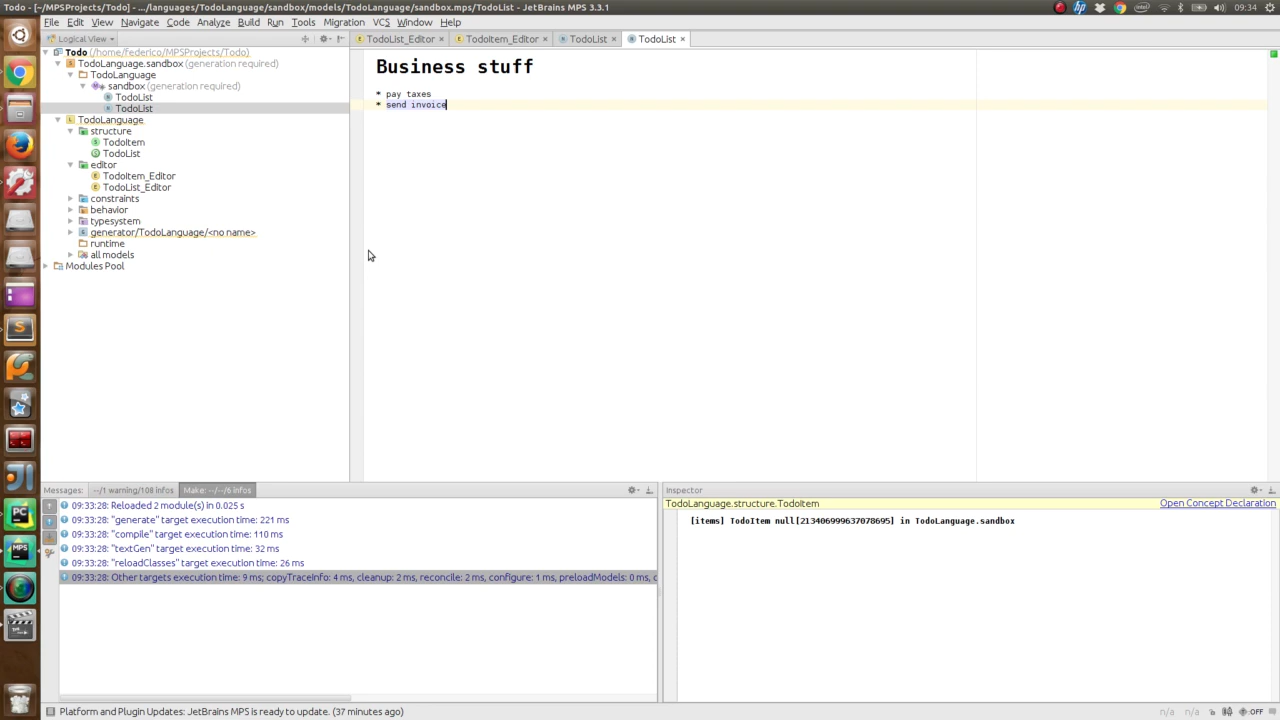 Todo (~/MPSProjects/Todo) - .../languages/TodoLanguage/sandbox/models/TodoLanguage/sandbox.mps/TodoList - JetBrains MPS 3.3.1
09:34
File Edit View Navigate Code Analyze Build Run Tools Migration VCS Window Help
Logical View
TodoList_Editor
TodoItem_Editor
TodoList
TodoList
Todo (/home/federico/MPSProjects/Todo)
TodoLanguage.sandbox (generation required)
TodoLanguage
sandbox (generation required)
TodoList
TodoList
TodoLanguage
structure
TodoItem
TodoList
editor
TodoItem_Editor
TodoList_Editor
constraints
behavior
typesystem
generator/TodoLanguage/<no name>
runtime
all models
Modules Pool
Business stuff
* pay taxes
* send invoice
Messages: --/1 warning/108 infos Make: --/--/6 infos
09:33:28: Reloaded 2 module(s) in 0.025 s
09:33:28: "generate" target execution time: 221 ms
09:33:28: "compile" target execution time: 110 ms
09:33:28: "textGen" target execution time: 32 ms
09:33:28: "reloadClasses" target execution time: 26 ms
09:33:28: Other targets execution time: 9 ms; copyTraceInfo: 4 ms, cleanup: 2 ms, reconcile: 2 ms, configure: 1 ms, preloadModels: 0 ms, c
Inspector
TodoLanguage.structure.TodoItem Open Concept Declaration
[items] TodoItem null[213406999637078695] in TodoLanguage.sandbox
Platform and Plugin Updates: JetBrains MPS is ready to update. (37 minutes ago)
n/a n/a :OFF